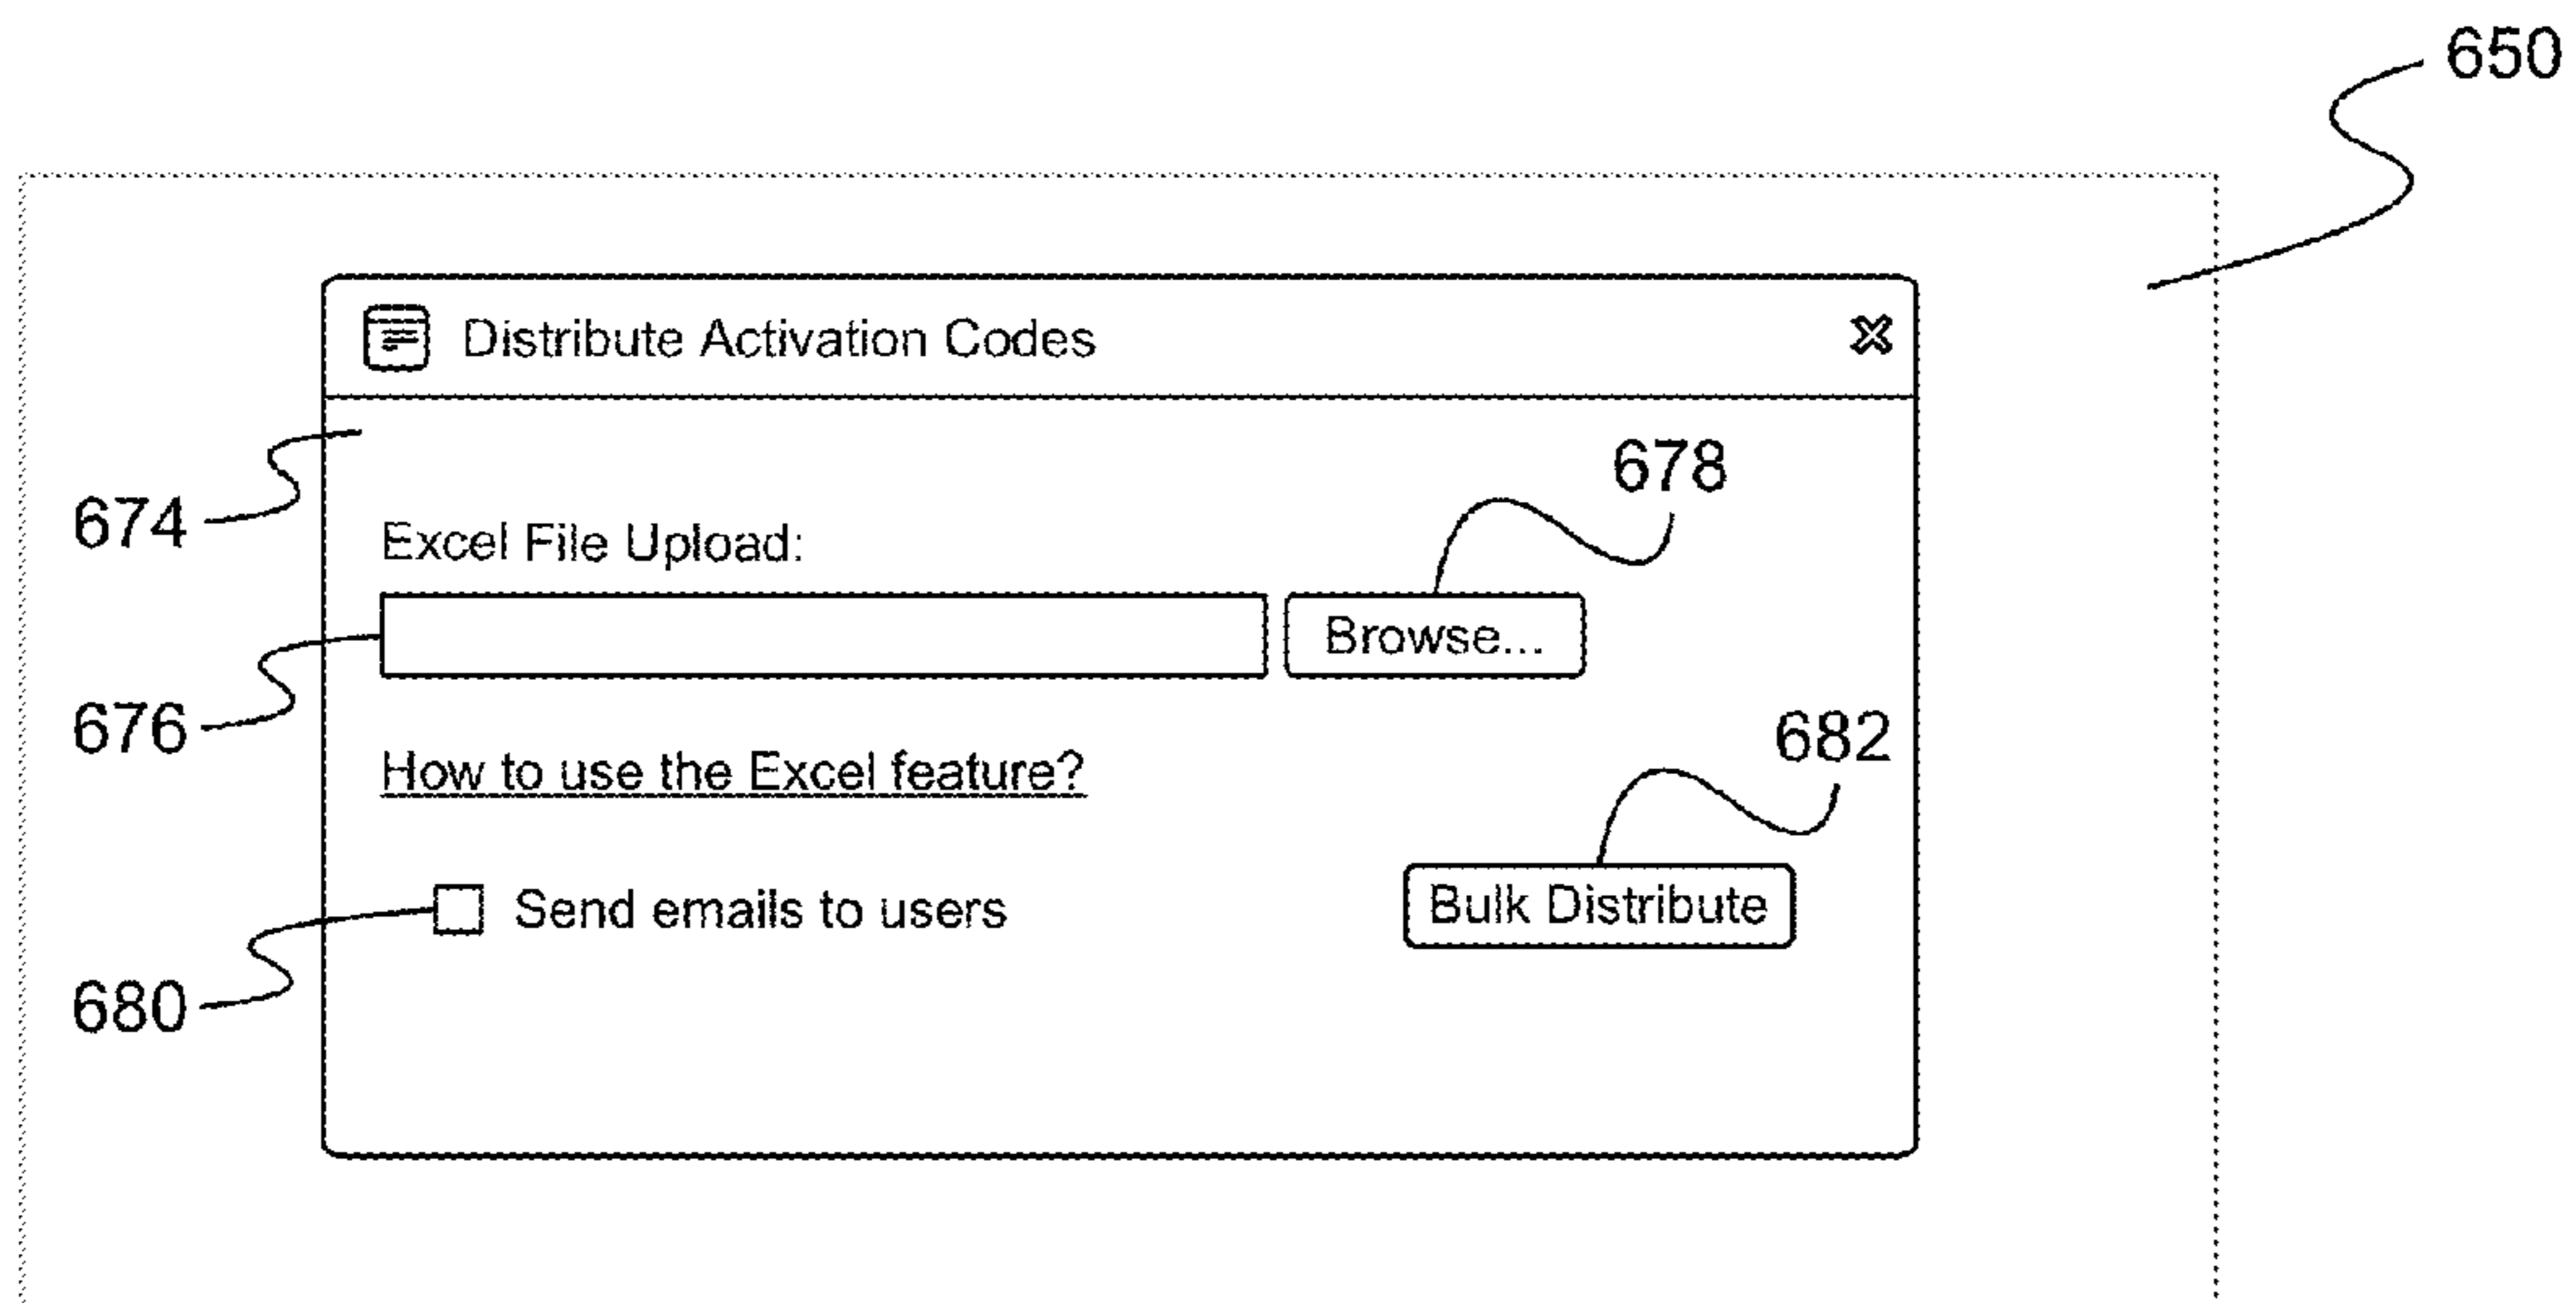 650
Distribute Activation Codes
678
674
Excel File Upload:
Browse...
676
682
How to use the Excel feature?
Send emails to users
Bulk Distribute
680